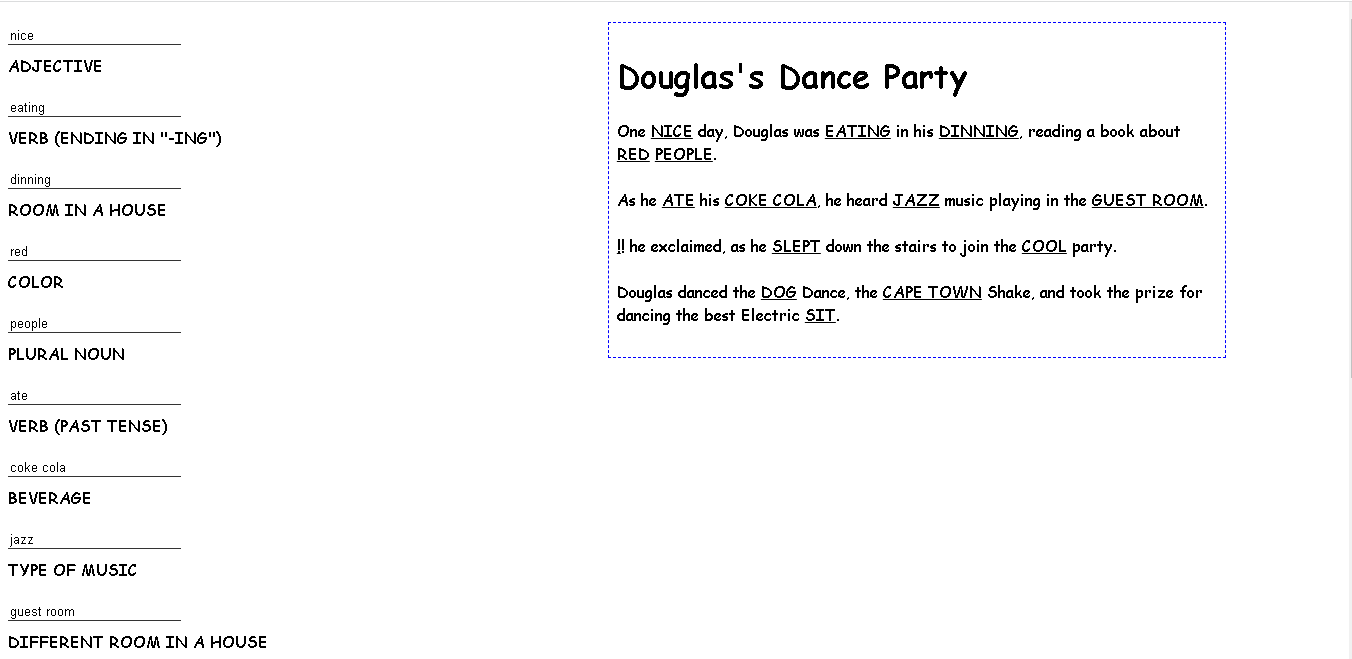 nice
ADJECTIVE
eating
VERB (ENDING IN "-ING")
dinning
ROOM IN A HOUSE
red
COLOR
people
PLURAL NOUN
ate
VERB (PAST TENSE)
coke cola
BEVERAGE
jazz
TYPE OF MUSIC
guest room
DIFFERENT ROOM IN A HOUSE
Douglas's Dance Party
One NICE day, Douglas was EATING in his DINNING, reading a book about
RED PEOPLE.
As he ATE his COKE COLA, he heard JAZZ music playing in the GUEST ROOM.
!! he exclaimed, as he SLEPT down the stairs to join the COOL party.
Douglas danced the DOG Dance, the CAPE TOWN Shake, and took the prize for
dancing the best Electric SIT.